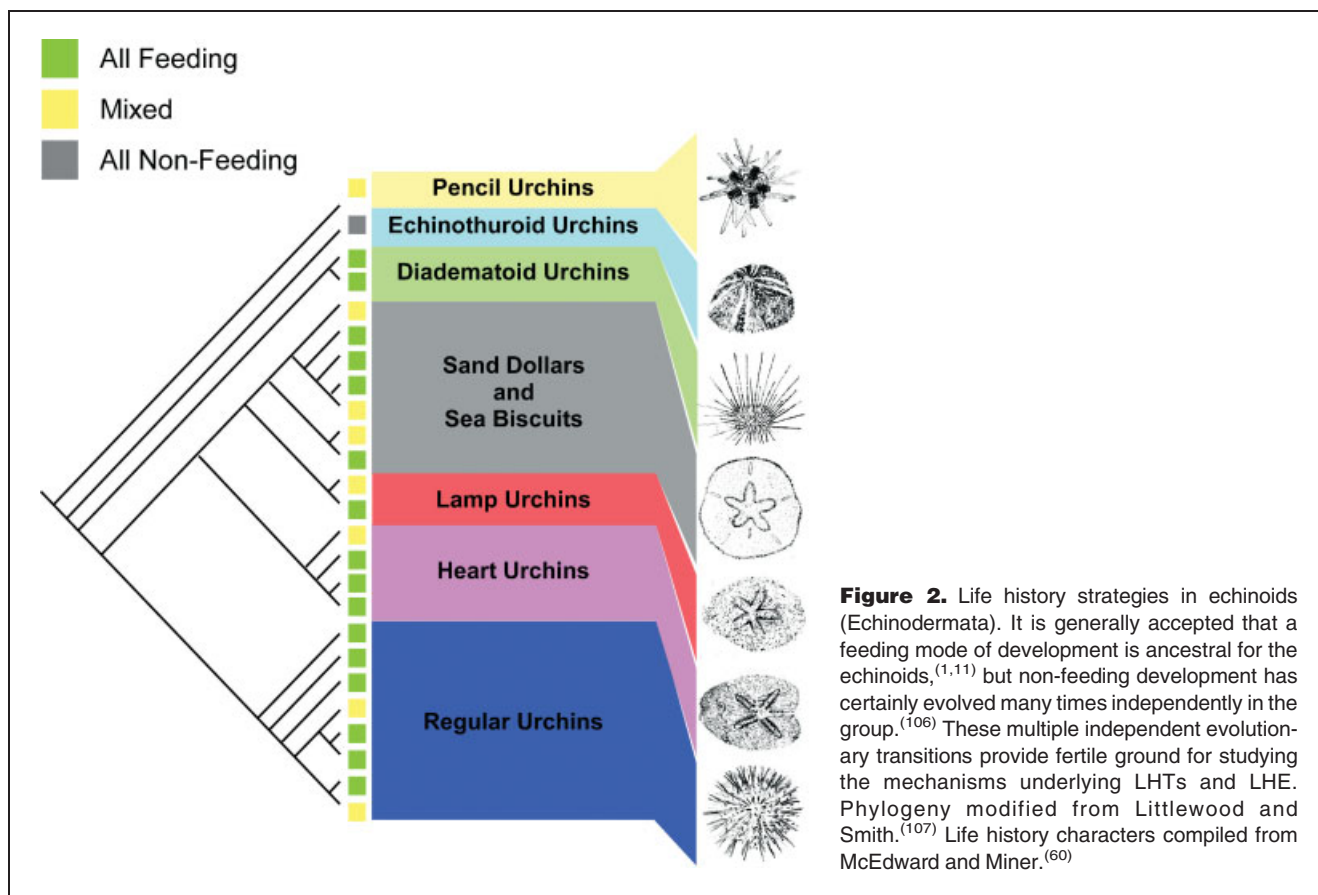 All Feeding
Mixed
All Non-Feeding
Pencil Urchins
Echinothuroid Urchins
Diadematoid Urchins
Sand Dollars
and
Sea Biscuits
Lamp Urchins
Heart Urchins
Regular Urchins
Figure 2. Life history strategies in echinoids
(Echinodermata). It is generally accepted that a
feeding mode of development is ancestral for the
echinoids,(1,11) but non-feeding development has
certainly evolved many times independently in the
group.(106) These multiple independent evolution-
ary transitions provide fertile ground for studying
the mechanisms underlying LHTs and LHE.
Phylogeny modified from Littlewood and
Smith.(107) Life history characters compiled from
McEdward and Miner.(60)